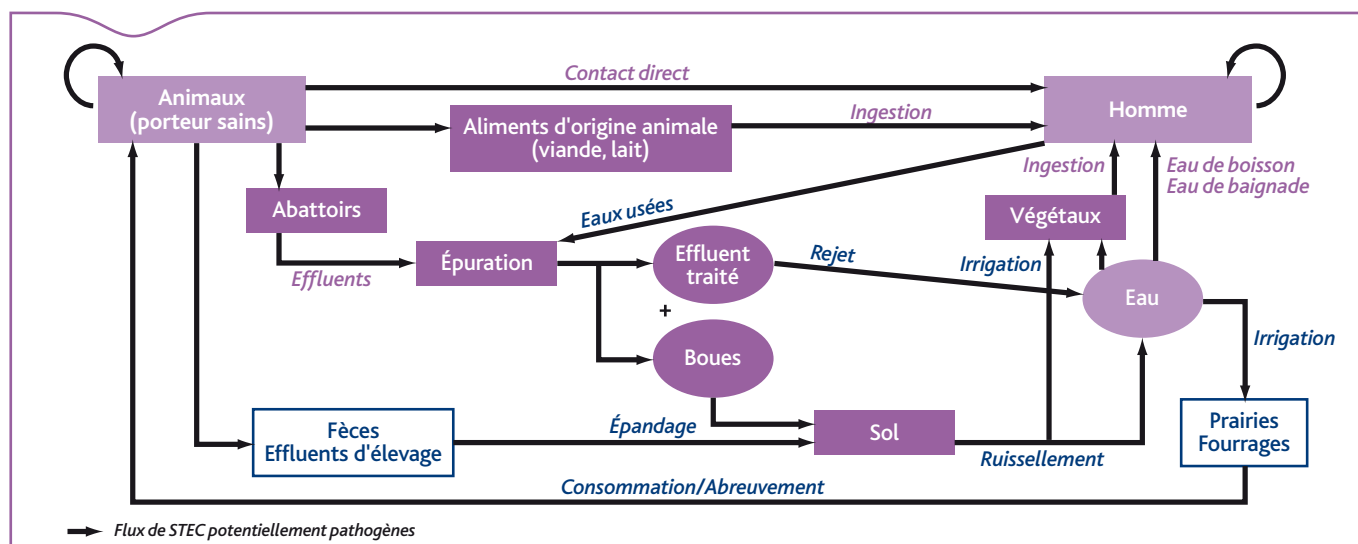 Contact direct
Animaux
(porteur sains)
Homme
Aliments d'origine animale
(viande, lait)
Ingestion
Ingestion
Eau de boisson
Eau de baignade
Abattoirs
Eaux usées
Végétaux
Effluents
Épuration
Effluent
traité
Rejet
Irrigation
Eau
+
Boues
Irrigation
Fèces
Effluents d'élevage
Épandage
Sol
Ruissellement
Prairies
Fourrages
Consommation/Abreuvement
Flux de STEC potentiellement pathogènes